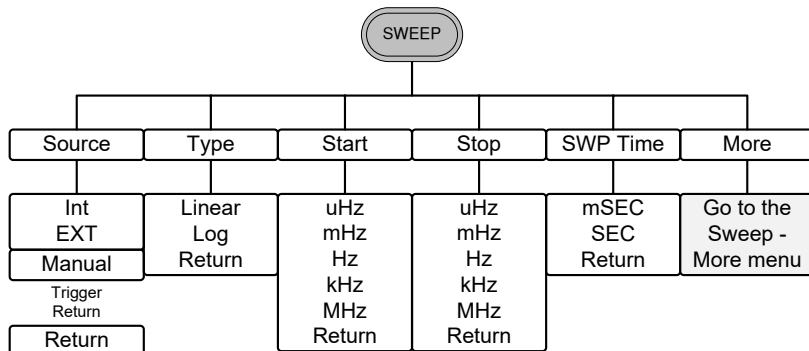 SWEEP
Source
Type
Start
Stop
SWP Time
More
Int
EXT
Manual
Trigger
Return
Return
Linear
Log
Return
uHz
mHz
Hz
kHz
MHz
Return
uHz
mHz
Hz
kHz
MHz
Return
mSEC
SEC
Return
Go to the
Sweep -
More menu